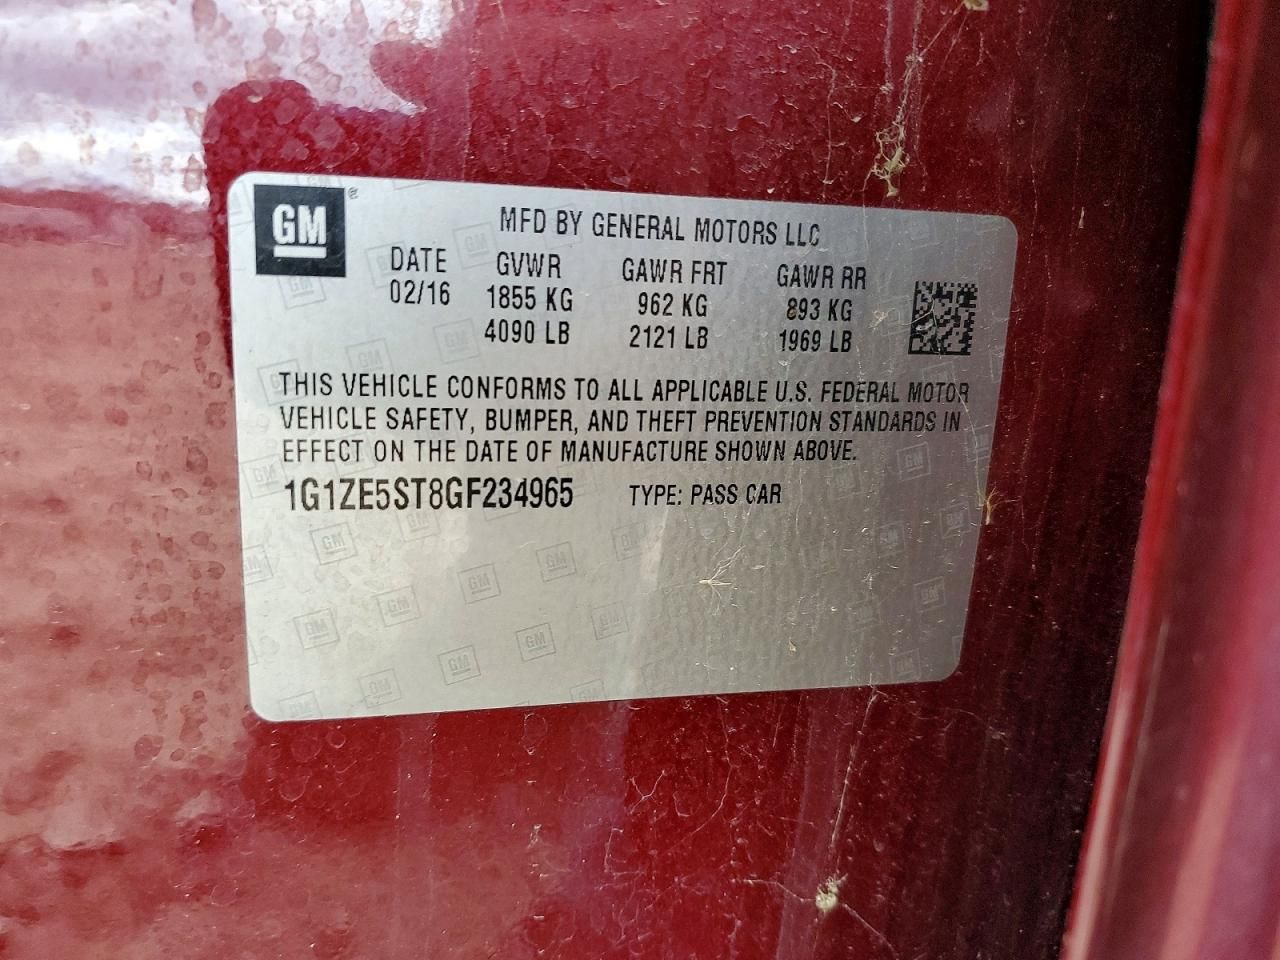 GM
MFD BY GENERAL MOTORS LLC
DATE GVWR GAWR FRT GAWR RR
02/16 1855 KG 962 KG 893 KG
4090 LB 2121 LB 1969 LB
THIS VEHICLE CONFORMS TO ALL APPLICABLE U.S. FEDERAL MOTOR
VEHICLE SAFETY, BUMPER, AND THEFT PREVENTION STANDARDS IN
EFFECT ON THE DATE OF MANUFACTURE SHOWN ABOVE.
1G1ZE5ST8GF234965 TYPE: PASS CAR